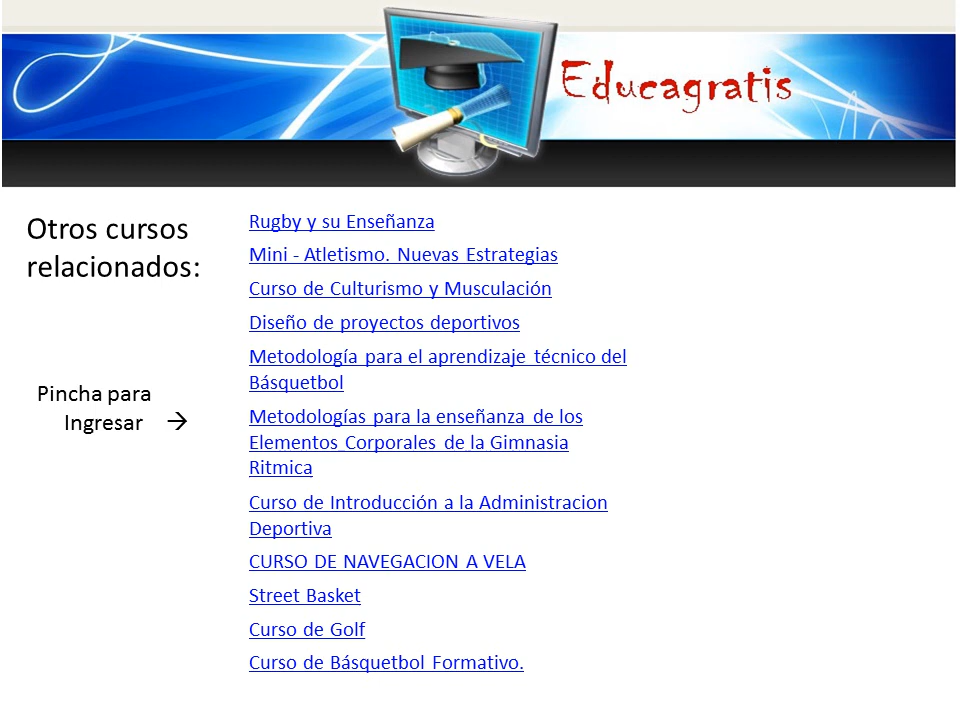 Educagratis
Otros cursos
relacionados:
Pincha para
Ingresar →
Rugby y su Enseñanza
Mini - Atletismo. Nuevas Estrategias
Curso de Culturismo y Musculación
Diseño de proyectos deportivos
Metodología para el aprendizaje técnico del
Básquetbol
Metodologías para la enseñanza de los
Elementos Corporales de la Gimnasia
Ritmica
Curso de Introducción a la Administracion
Deportiva
CURSO DE NAVEGACION A VELA
Street Basket
Curso de Golf
Curso de Básquetbol Formativo.